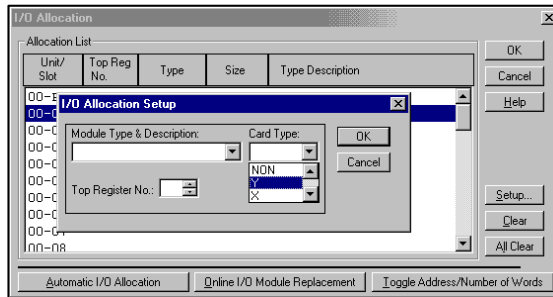 I/O Allocation
Allocation List
OK
Unit/ Slot
Top Reg No.
Type
Size
Type Description
Cancel
Help
I/O Allocation Setup
Module Type & Description:
Card Type:
OK
Cancel
NON
Y
X
Top Register No.:
Setup...
Clear
All Clear
00-08
Automatic I/O Allocation
Online I/O Module Replacement
Toggle Address/Number of Words